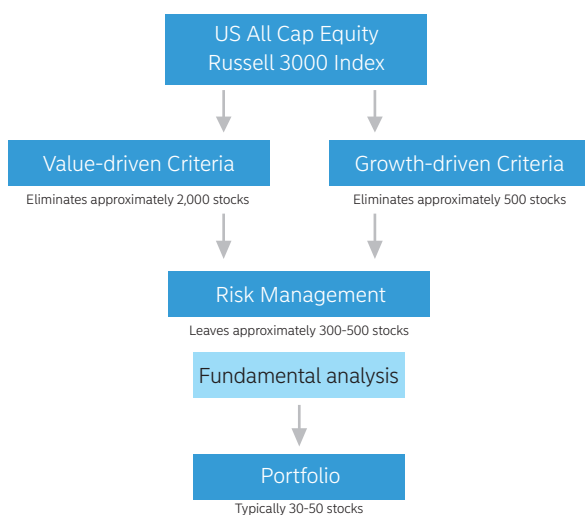 US All Cap Equity
Russell 3000 Index
Value-driven Criteria
Eliminates approximately 2,000 stocks
Growth-driven Criteria
Eliminates approximately 500 stocks
Risk Management
Leaves approximately 300-500 stocks
Fundamental analysis
Portfolio
Typically 30-50 stocks